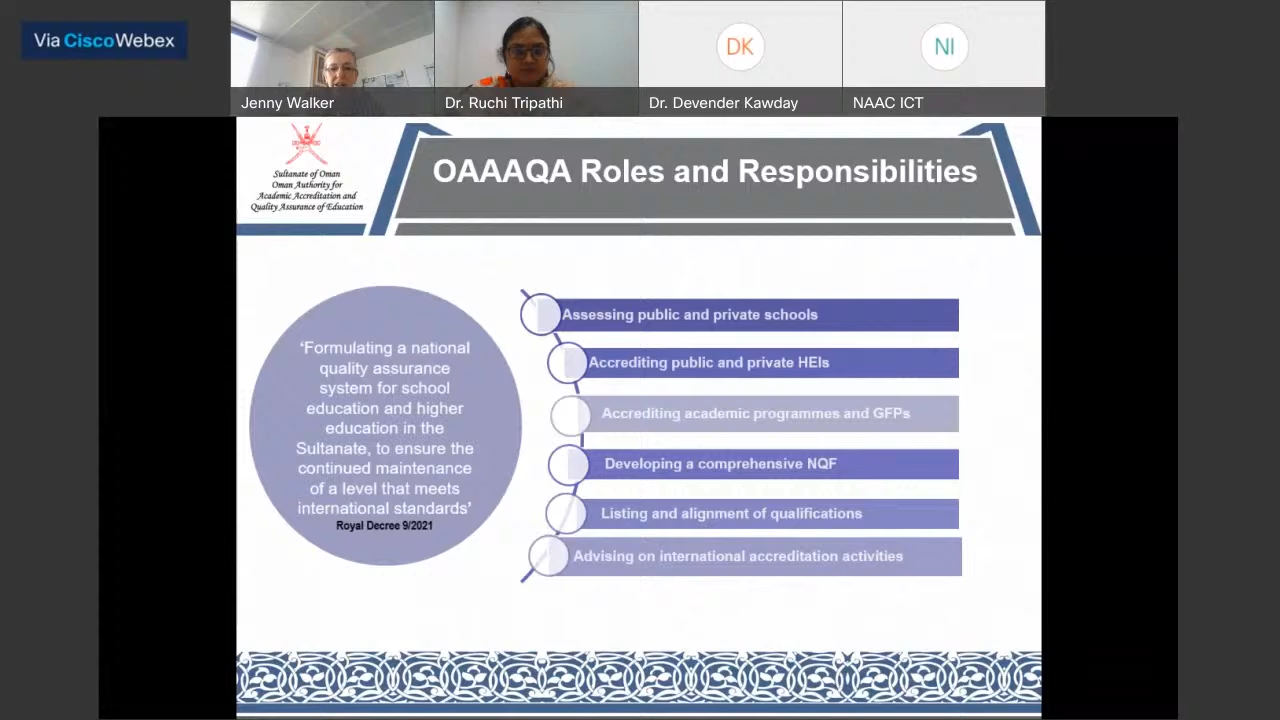 Via CiscoWebex
Jenny Walker
Dr. Ruchi Tripathi
DK
Dr. Devender Kawday
NI
NAAC ICT
Sultanate of Oman
Oman Authority for
Academic Accreditation and
Quality Assurance of Education
OAAAQA Roles and Responsibilities
‘Formulating a national
quality assurance
system for school
education and higher
education in the
Sultanate, to ensure the
continued maintenance
of a level that meets
international standards’
Royal Decree 9/2021
Assessing public and private schools
Accrediting public and private HEIs
Accrediting academic programmes and GFPs
Developing a comprehensive NQF
Listing and alignment of qualifications
Advising on international accreditation activities